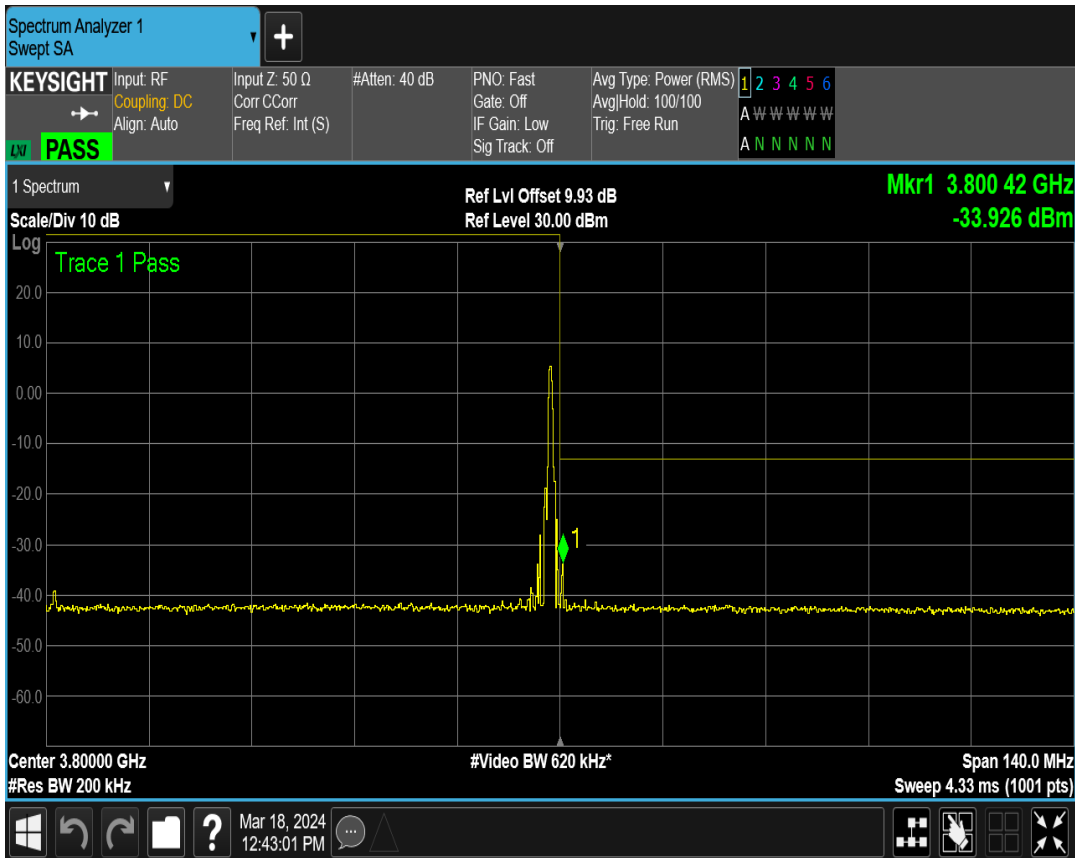 Spectrum Analyzer 1
Swept SA
+
KEYSIGHT
LXI PASS
Input: RF
Coupling: DC
Align: Auto
Input Z: 50 Ω
Corr CCorr
Freq Ref: Int (S)
#Atten: 40 dB
PNO: Fast
Gate: Off
IF Gain: Low
Sig Track: Off
Avg Type: Power (RMS)
Avg|Hold: 100/100
Trig: Free Run
1 2 3 4 5 6
A W W W W W
A N N N N N
1 Spectrum
Scale/Div 10 dB
Ref Lvl Offset 9.93 dB
Ref Level 30.00 dBm
Mkr1 3.800 42 GHz
-33.926 dBm
Log
Trace 1 Pass
20.0
10.0
0.00
-10.0
-20.0
-30.0
-40.0
-50.0
-60.0
1
Center 3.80000 GHz
#Res BW 200 kHz
#Video BW 620 kHz*
Span 140.0 MHz
Sweep 4.33 ms (1001 pts)
?
Mar 18, 2024
12:43:01 PM